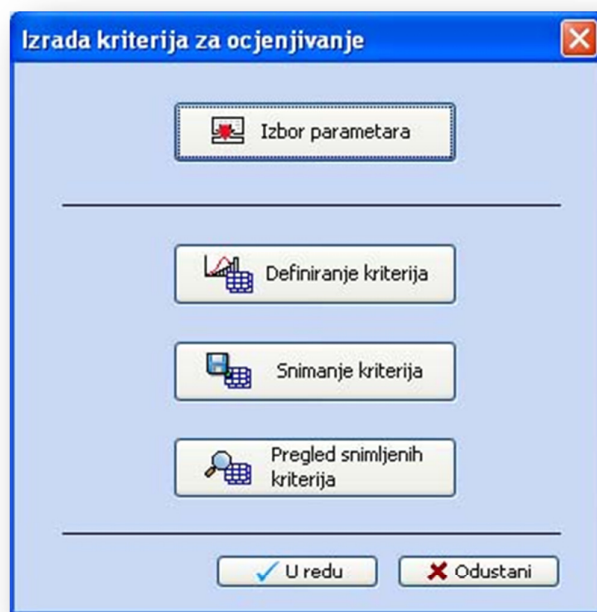 Izrada kriterija za ocjenjivanje
Izbor parametara
Definiranje kriterija
Snimanje kriterija
Pregled snimljenih
kriterija
U redu
Odustani